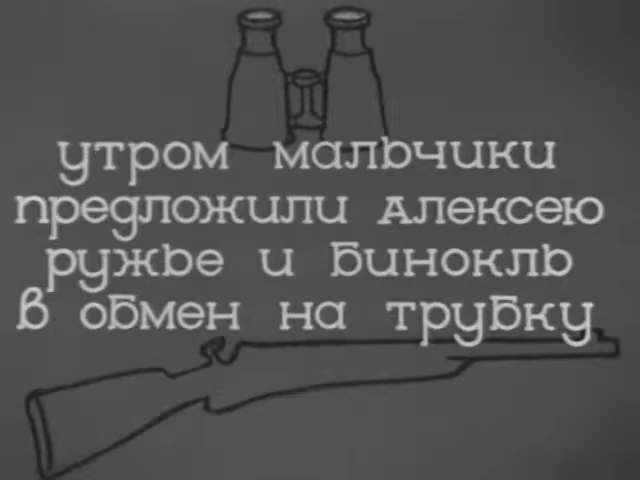 утром мальчики
предложили Алексею
ружье и бинокль
в обмен на трубку